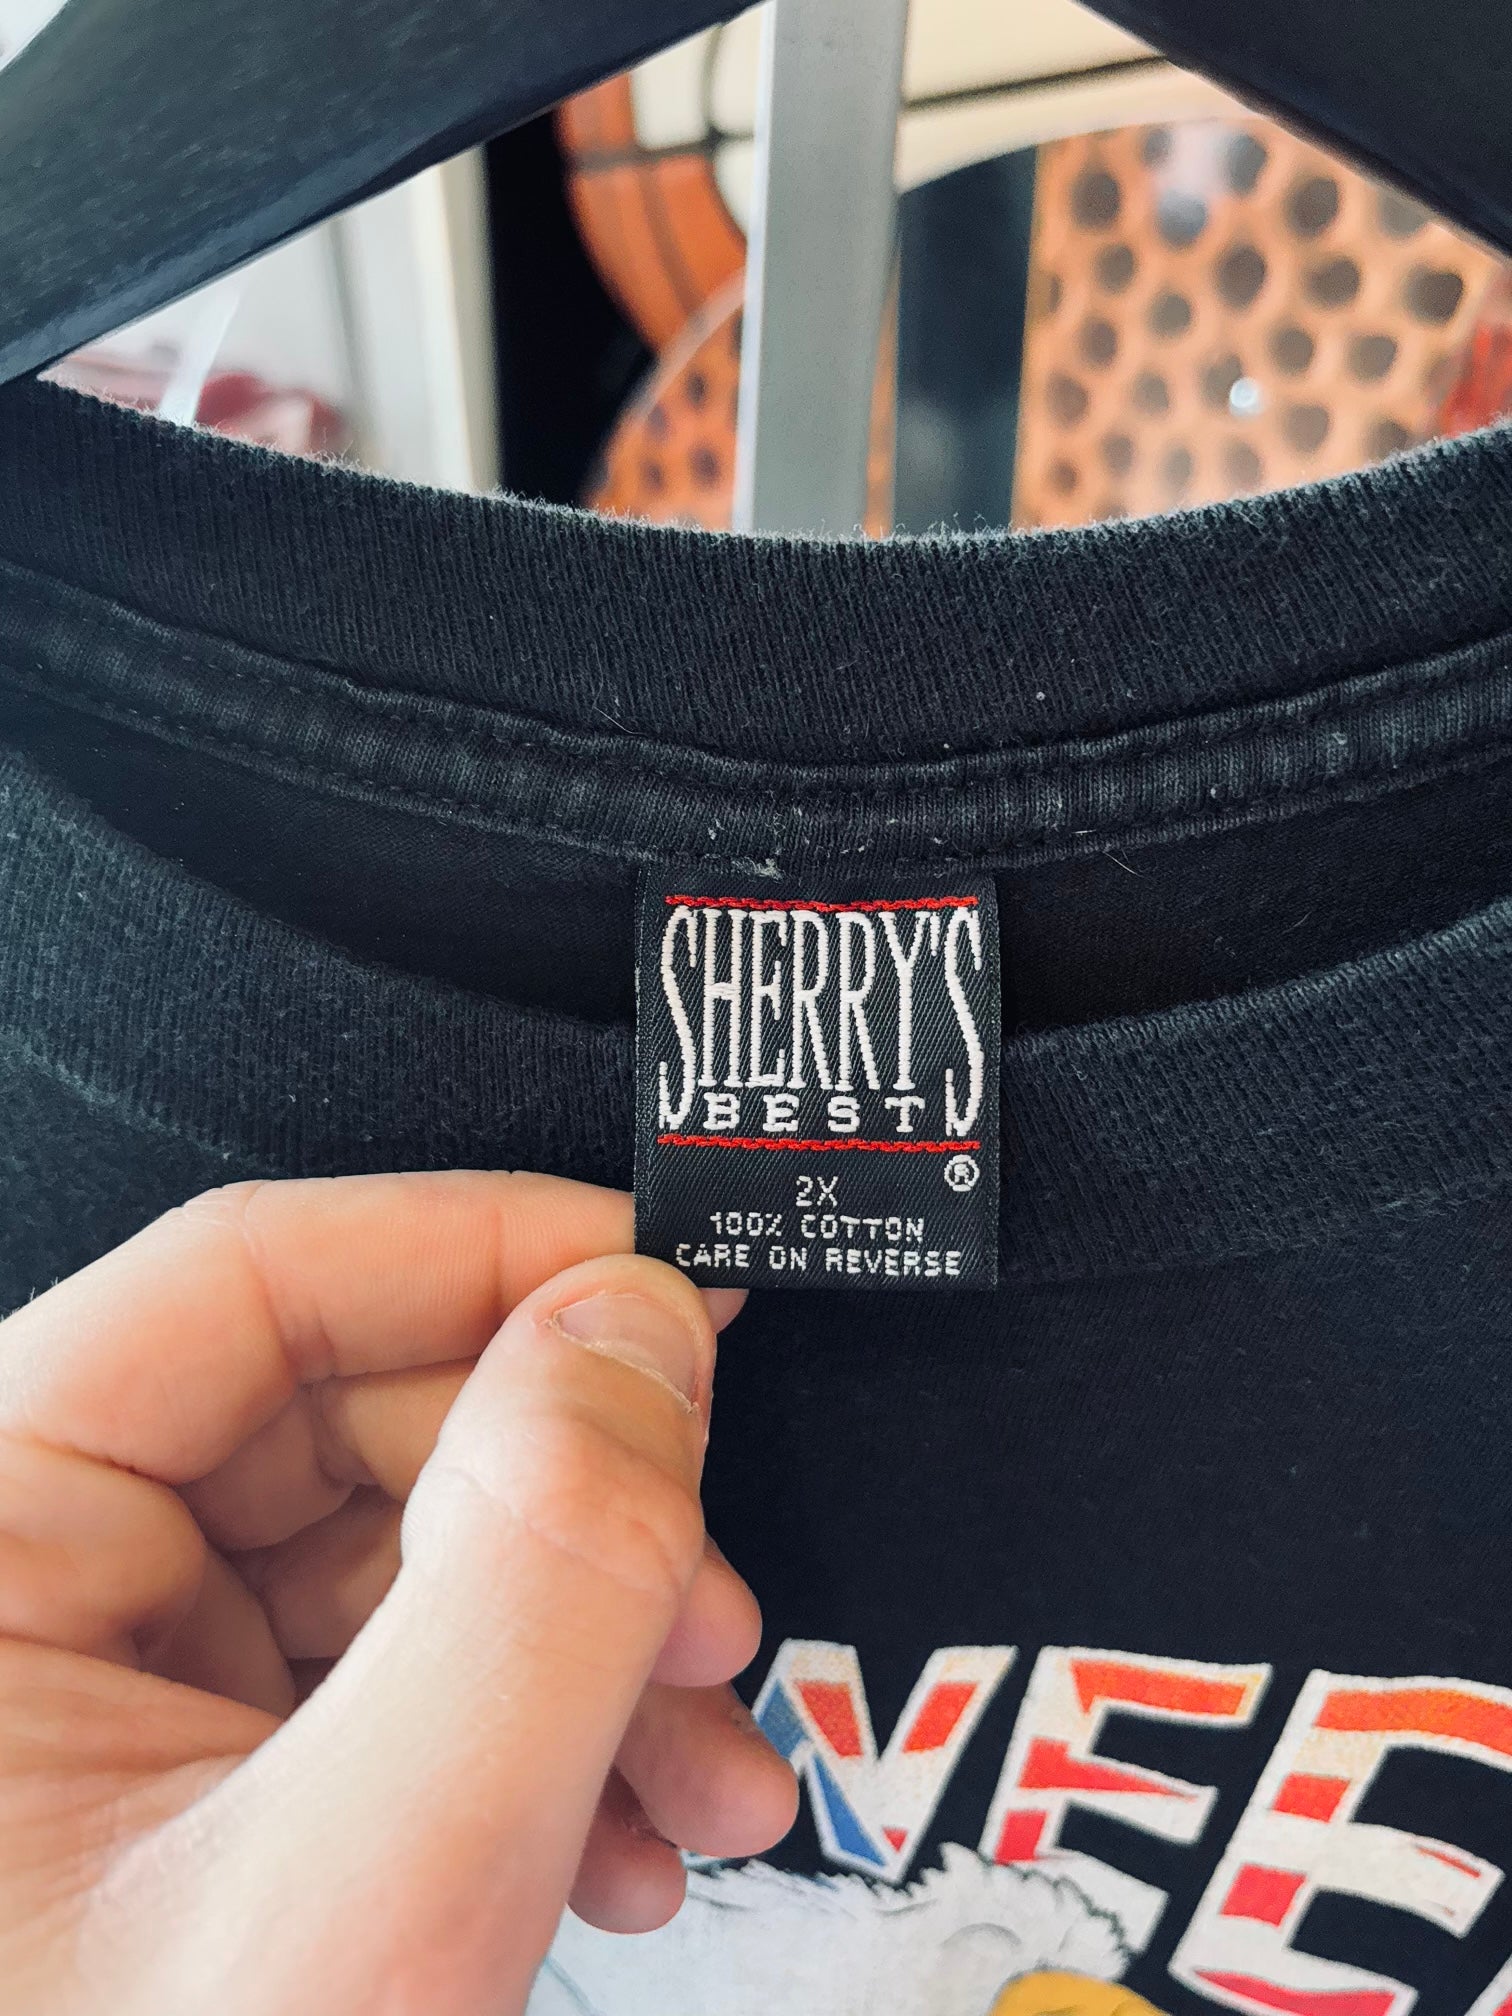 SHERRY'S
BEST
®
2X
100% COTTON
CARE ON REVERSE